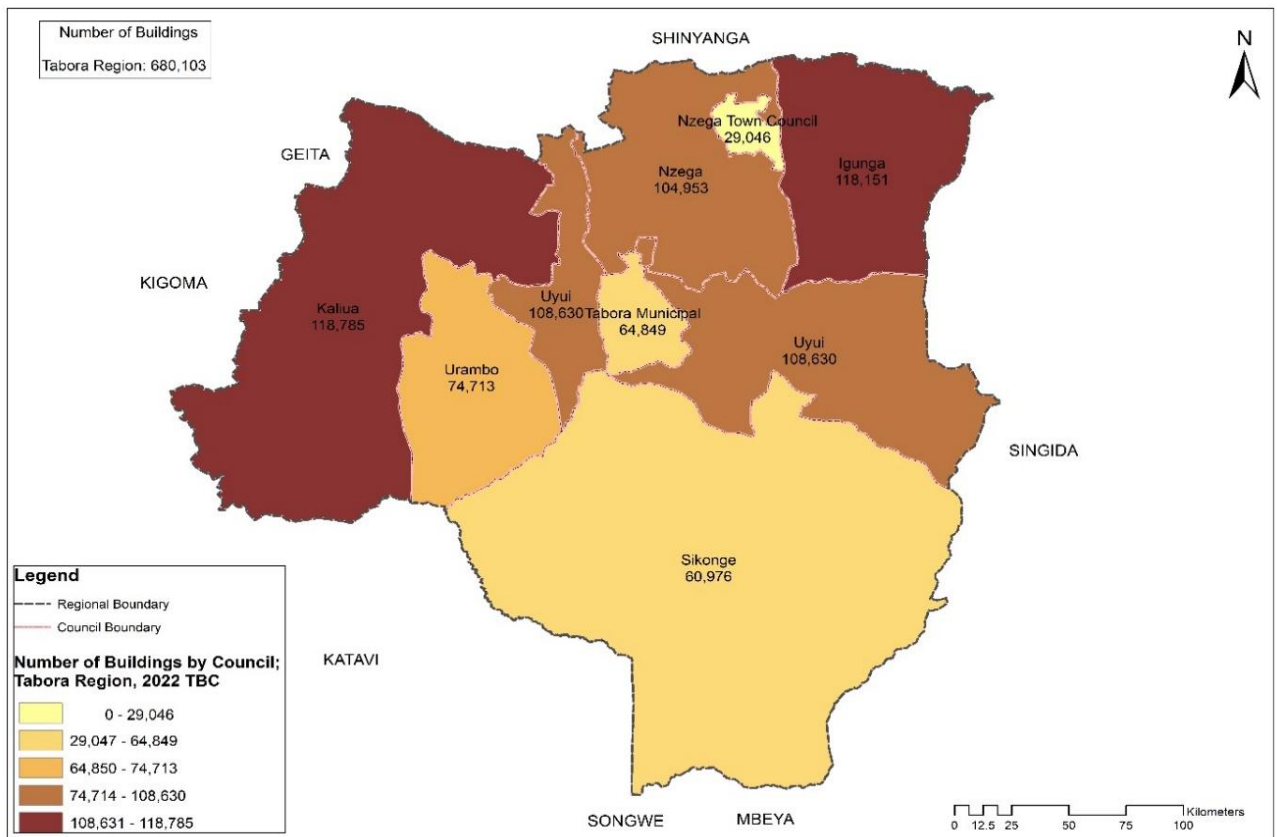 Number of Buildings
Tabora Region: 680,103
SHINYANGA
N
Nzega Town Council
29,046
GEITA
Igunga
118,151
Nzega
104,953
KIGOMA
Kaliua
118,785
Uyui
108,630
Tabora Municipal
64,849
Uyui
108,630
Urambo
74,713
SINGIDA
Sikonge
60,976
Legend
Regional Boundary
Council Boundary
Number of Buildings by Council;
Tabora Region, 2022 TBC
0 - 29,046
29,047 - 64,849
64,850 - 74,713
74,714 - 108,630
108,631 - 118,785
KATAVI
SONGWE
MBEYA
Kilometers
0 12.5 25 50 75 100